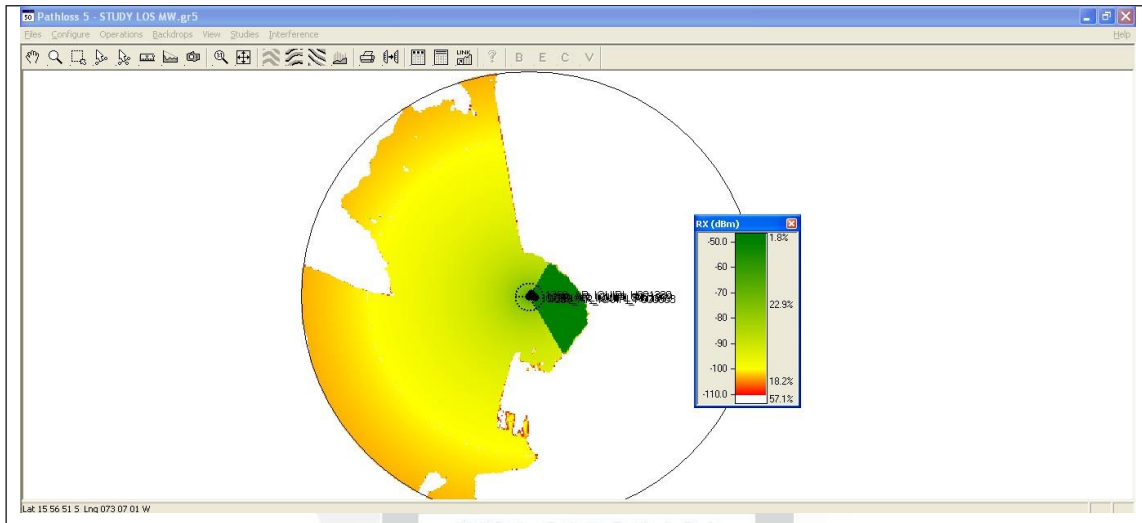 Pathloss 5 - STUDY LOS MW.gr5
Files Configure Operations Backdrops View Studies Interference Help
LINK
? B E C V
RX (dBm)
-50.0
1.8%
-60
-70
22.9%
-80
-90
-100
18.2%
-110.0
57.1%
Lat 15 56 51 S Lng 073 07 01 W